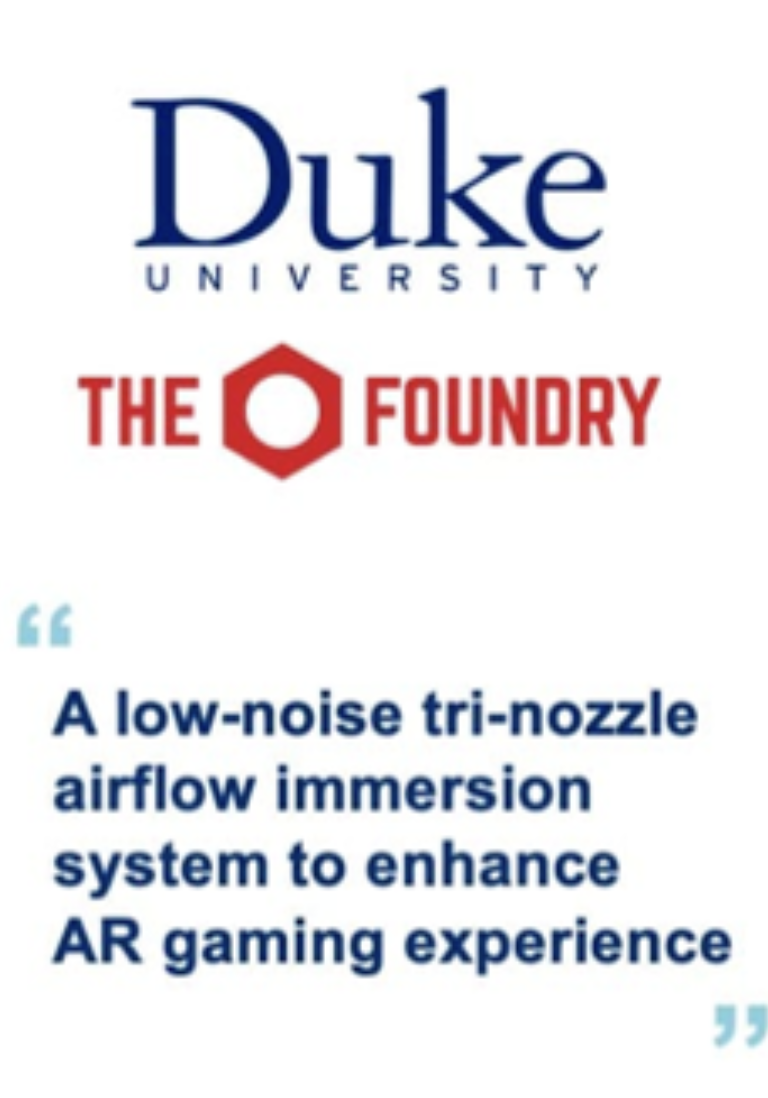 Duke
UNIVERSITY
THE FOUNDRY
“
A low-noise tri-nozzle
airflow immersion
system to enhance
AR gaming experience
”